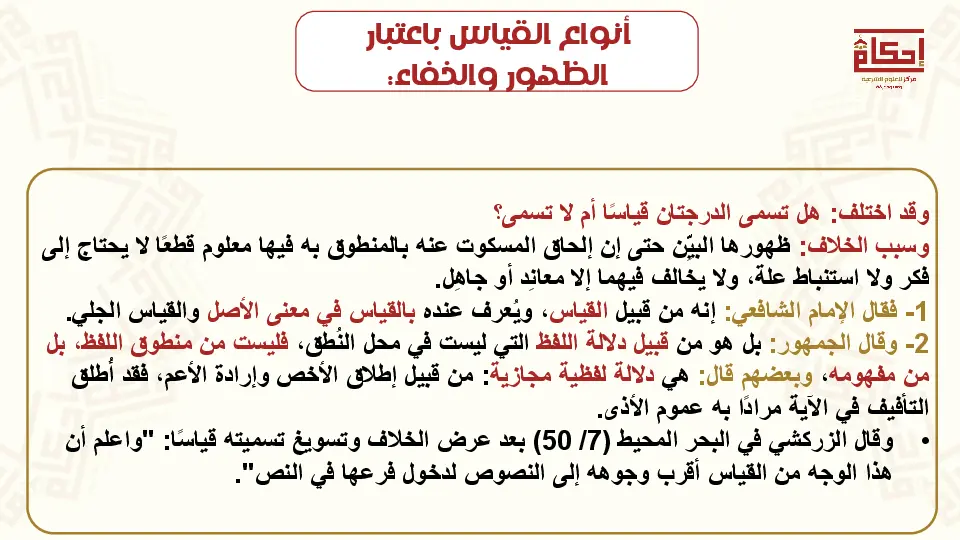 أنواع القياس باعتبار
الظهور والخفاء:
إحكام
مركز للعلوم الشرعية
وقد اختلف: هل تسمى الدرجتان قياسًا أم لا تسمى؟
وسبب الخلاف: ظهورها البيّن حتى إن إلحاق المسكوت عنه بالمنطوق به فيها معلوم قطعًا لا يحتاج إلى
فكر ولا استنباط علة، ولا يخالف فيهما إلا معانِد أو جاهِل.
1- فقال الإمام الشافعي: إنه من قبيل القياس، ويُعرف عنده بالقياس في معنى الأصل والقياس الجلي.
2- وقال الجمهور: بل هو من قبيل دلالة اللفظ التي ليست في محل النُطق، فليست من منطوق اللفظ، بل
من مفهومه، وبعضهم قال: هي دلالة لفظية مجازية: من قبيل إطلاق الأخص وإرادة الأعم، فقد أُطلق
التأفيف في الآية مرادًا به عموم الأذى.
• وقال الزركشي في البحر المحيط (7/ 50) بعد عرض الخلاف وتسويغ تسميته قياسًا: "واعلم أن
هذا الوجه من القياس أقرب وجوهه إلى النصوص لدخول فرعها في النص".